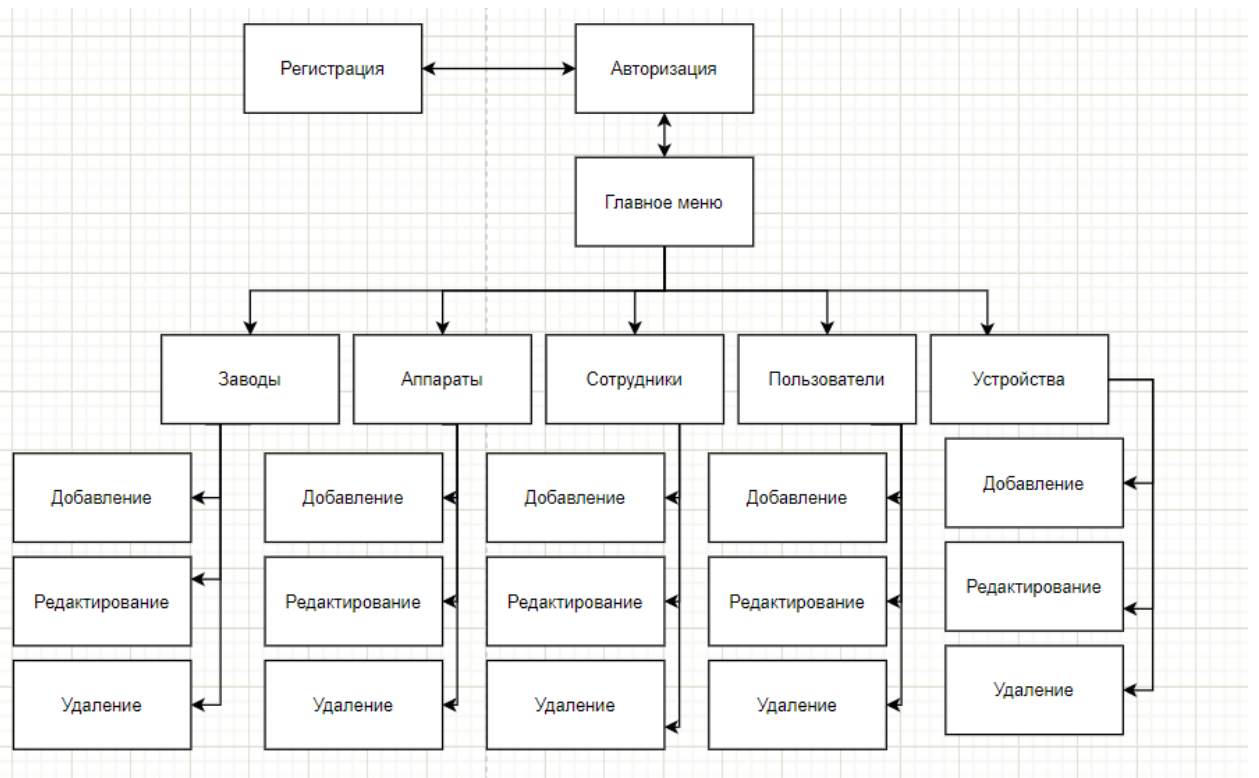 Регистрация
Авторизация
Главное меню
Заводы
Аппараты
Сотрудники
Пользователи
Устройства
Добавление
Добавление
Добавление
Добавление
Добавление
Редактирование
Редактирование
Редактирование
Редактирование
Редактирование
Удаление
Удаление
Удаление
Удаление
Удаление